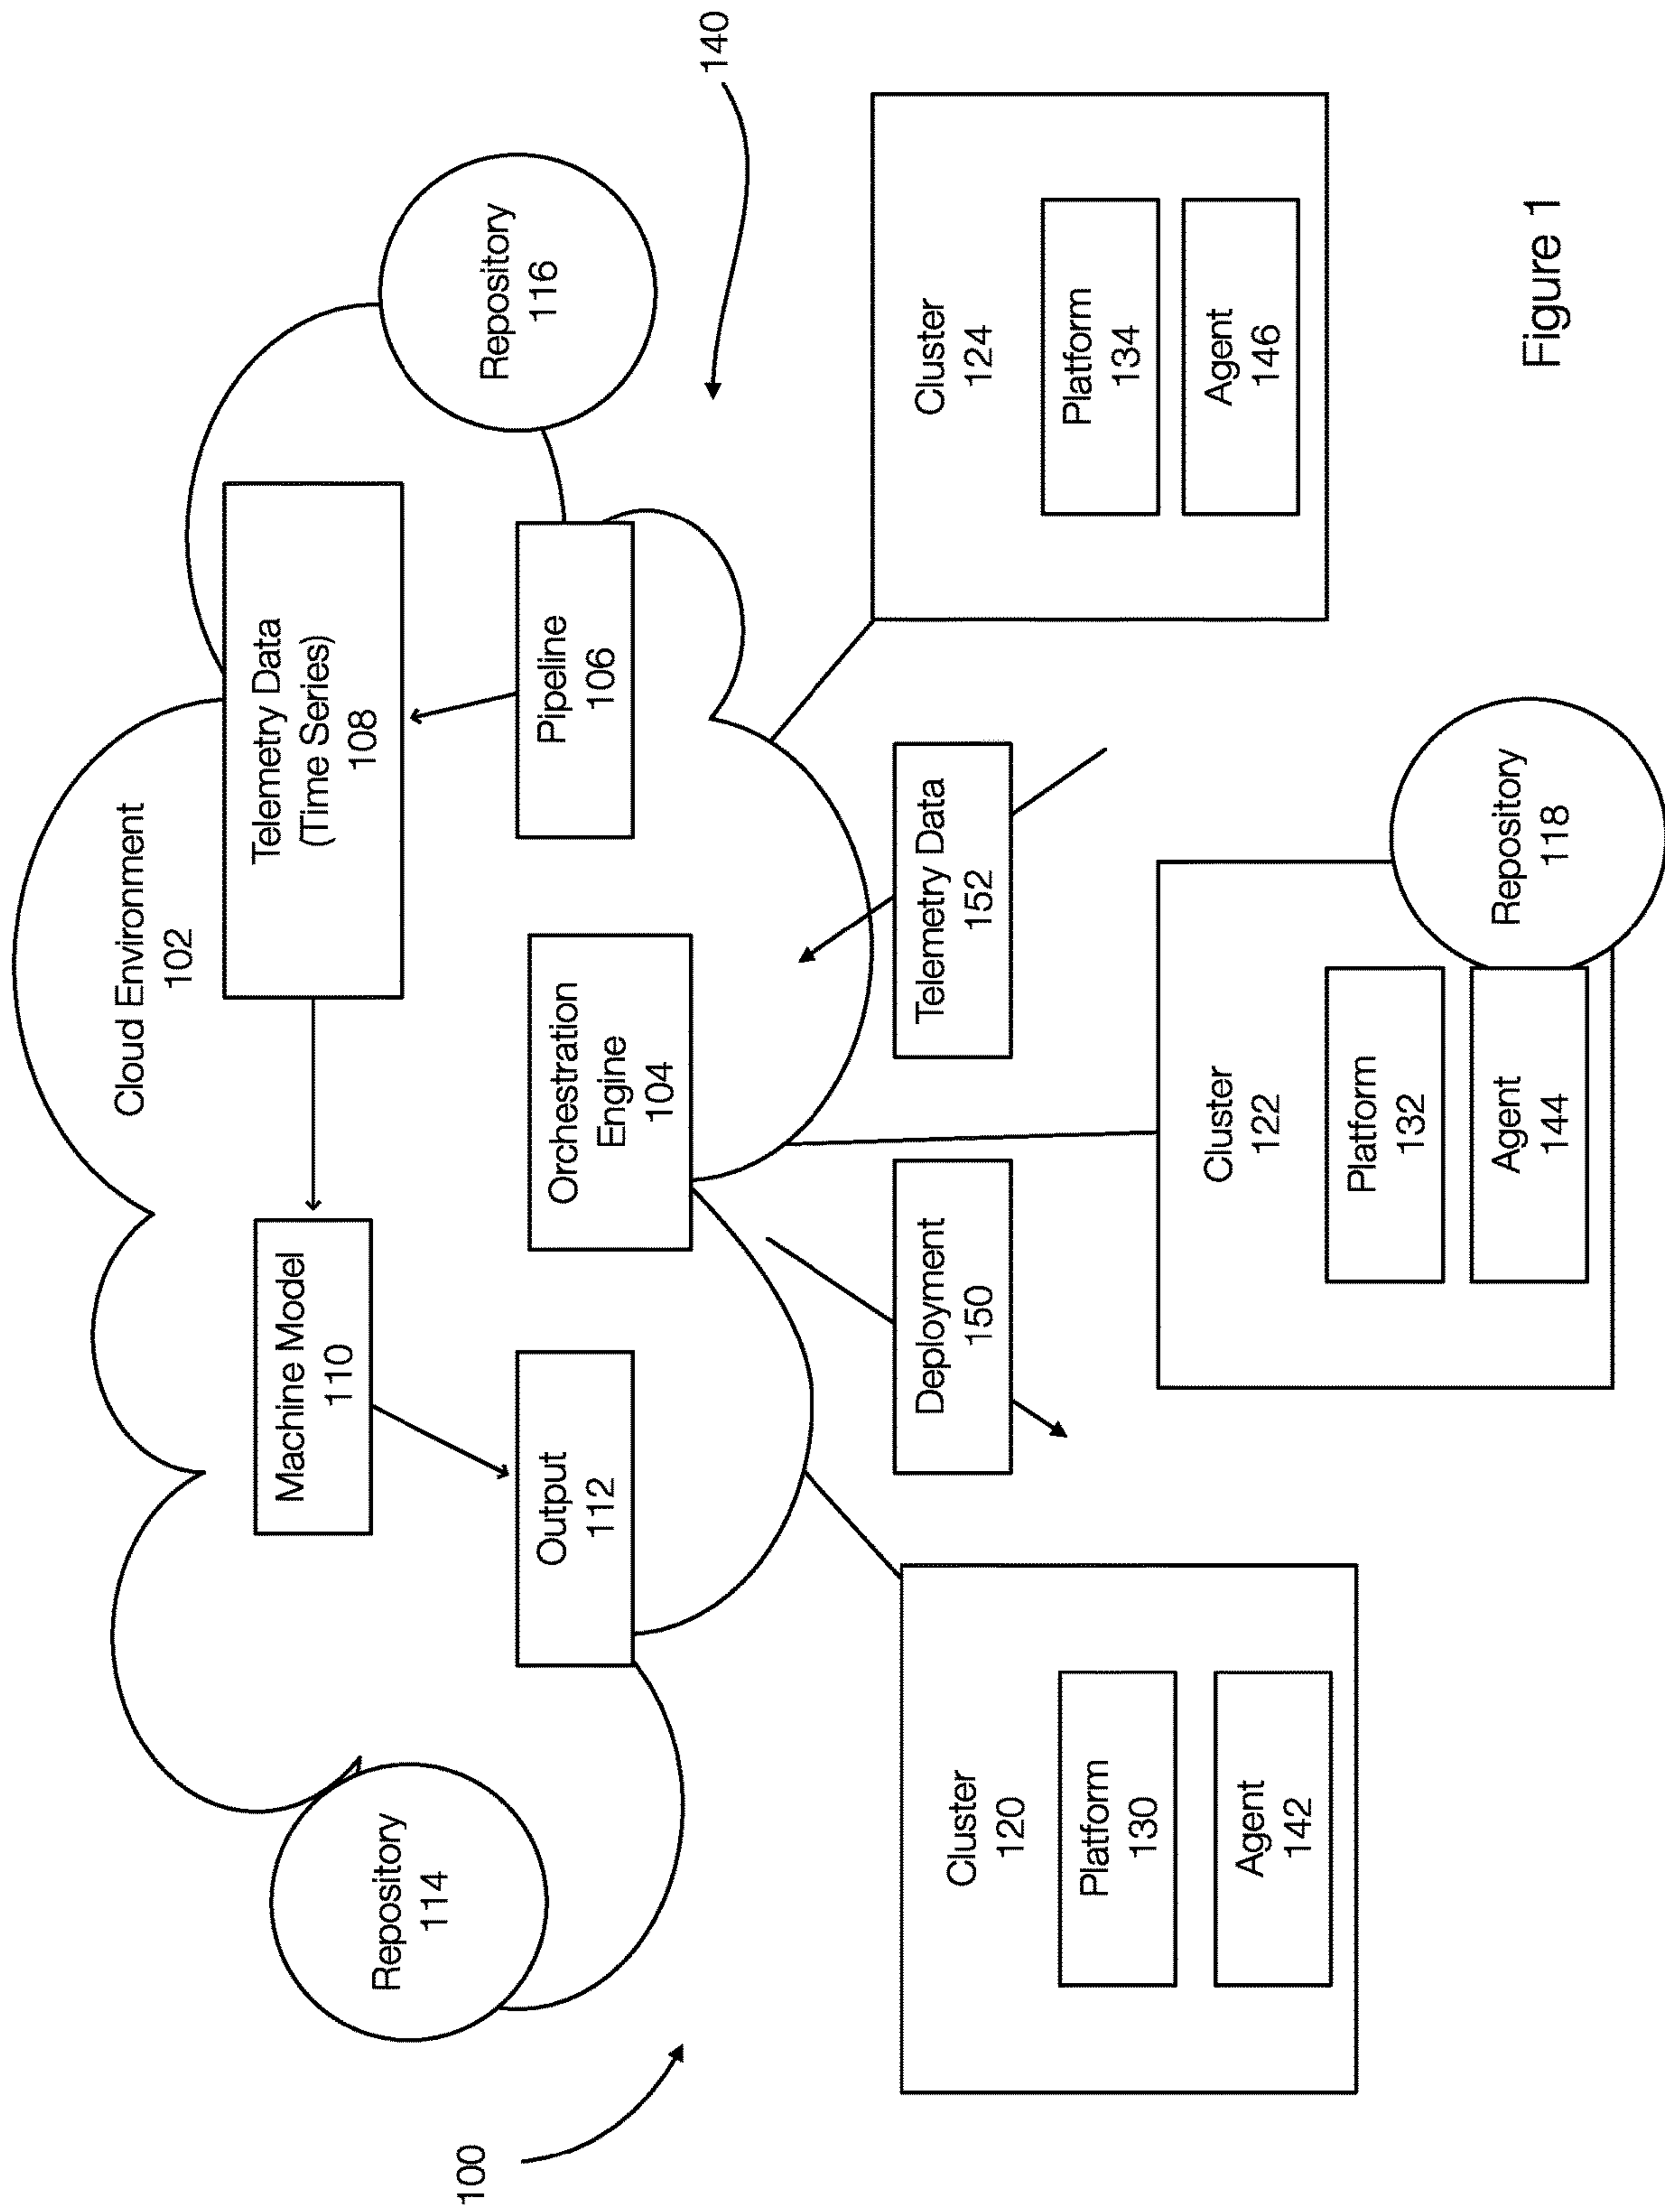 140
Repository
116
Cloud Environment
102
Telemetry Data
(Time Series)
108
Pipeline
106
Machine Model
110
Orchestration
Engine
104
Output
112
Repository
114
100
Telemetry Data
152
Deployment
150
Cluster
120
Platform
130
Agent
142
Cluster
122
Platform
132
Agent
144
Repository
118
Cluster
124
Platform
134
Agent
146
Figure 1